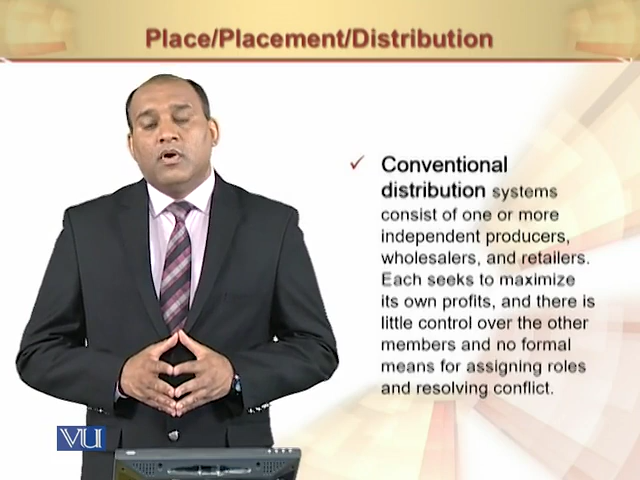 Place/Placement/Distribution
Conventional
distribution systems
consist of one or more
independent producers,
wholesalers, and retailers.
Each seeks to maximize
its own profits, and there is
little control over the other
members and no formal
means for assigning roles
and resolving conflict.
VU